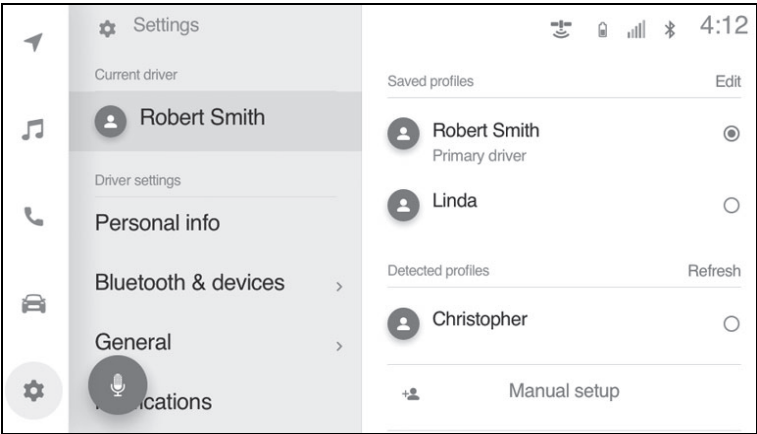 Settings
4:12
Current driver
Robert Smith
Driver settings
Personal info
Bluetooth & devices
General
Saved profiles
Edit
Robert Smith
Primary driver
Linda
Detected profiles
Refresh
Christopher
Manual setup